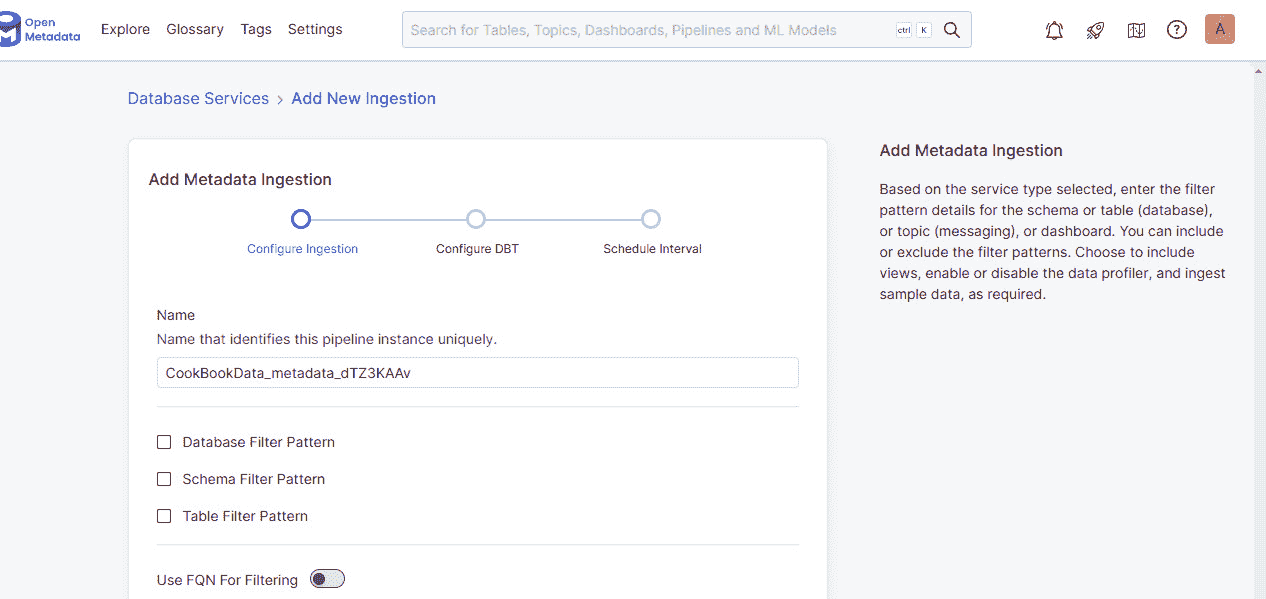 Open
Metadata
Explore Glossary Tags Settings
Search for Tables, Topics, Dashboards, Pipelines and ML Models
ctrl K
?
A
Database Services > Add New Ingestion
Add Metadata Ingestion
Configure Ingestion Configure DBT Schedule Interval
Name
Name that identifies this pipeline instance uniquely.
CookBookData_metadata_dTZ3KAAv
Database Filter Pattern
Schema Filter Pattern
Table Filter Pattern
Use FQN For Filtering
Add Metadata Ingestion
Based on the service type selected, enter the filter
pattern details for the schema or table (database),
or topic (messaging), or dashboard. You can include
or exclude the filter patterns. Choose to include
views, enable or disable the data profiler, and ingest
sample data, as required.